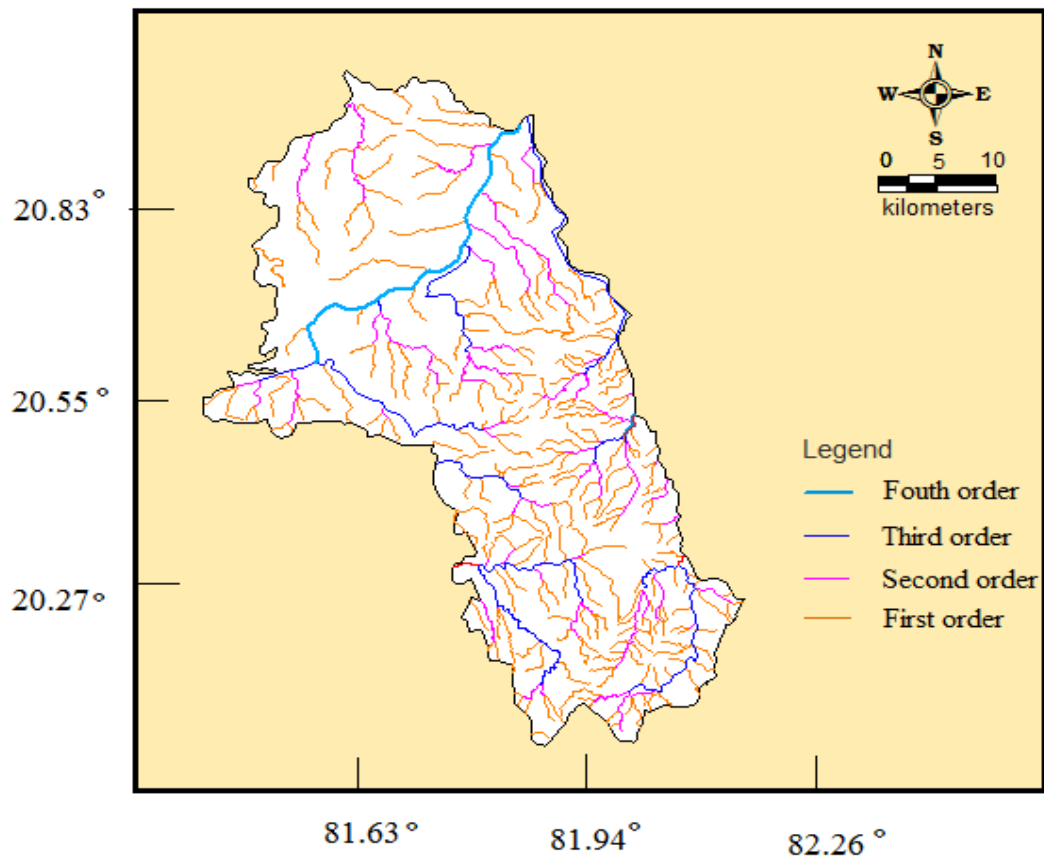 N
W E
S
0 5 10
kilometers
20.83°
20.55°
20.27°
Legend
Fouth order
Third order
Second order
First order
81.63° 81.94° 82.26°